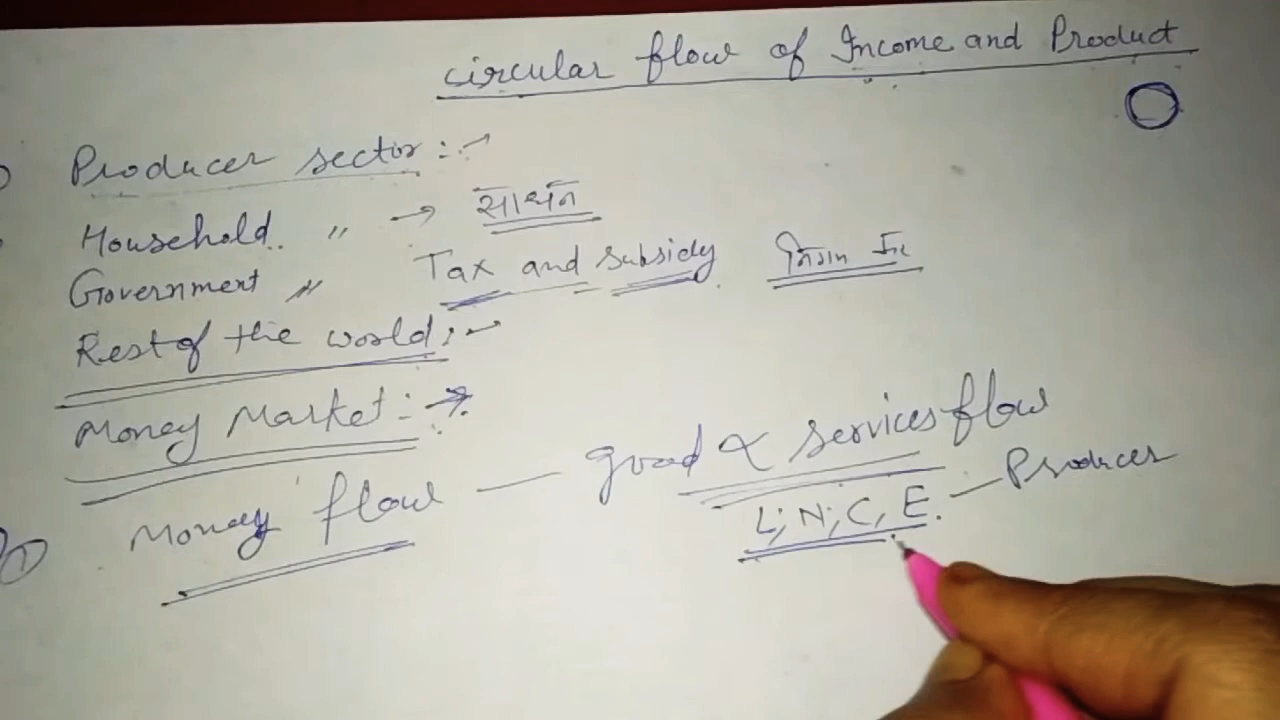 circular flow of Income and Product
Producer sector :-
Household " → साधन
Government " Tax and subsidy
Rest of the world :-
Money Market :→
① Money flow — good & services flow
L; N; C, E. — Producer